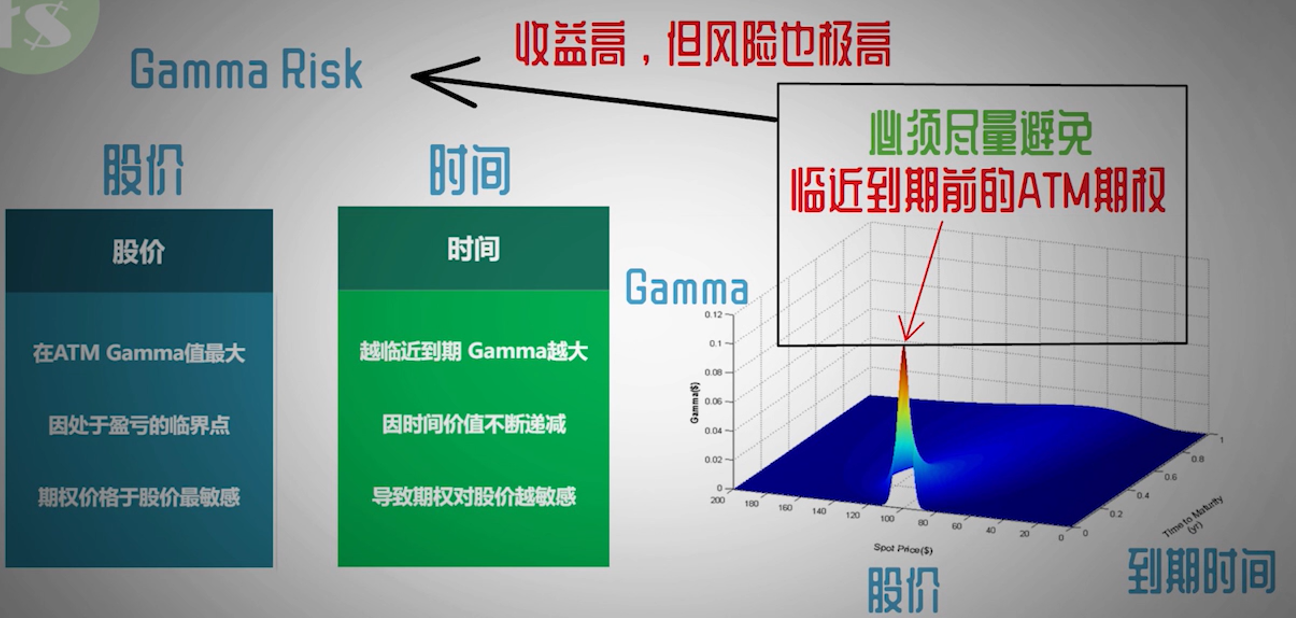 rs
收益高，但风险也极高
Gamma Risk
必须尽量避免
临近到期前的ATM期权
股价
时间
股价
在ATM Gamma值最大
因处于盈亏的临界点
期权价格于股价最敏感
时间
越临近到期 Gamma越大
因时间价值不断递减
导致期权对股价越敏感
Gamma
Gamma($)
0.12
0.1
0.08
0.06
0.04
0.02
0
200
180
160
140
120
100
80
60
40
20
0
Spot Price($)
股价
0
0.2
0.4
0.6
0.8
1
Time to Maturity
(yr)
到期时间